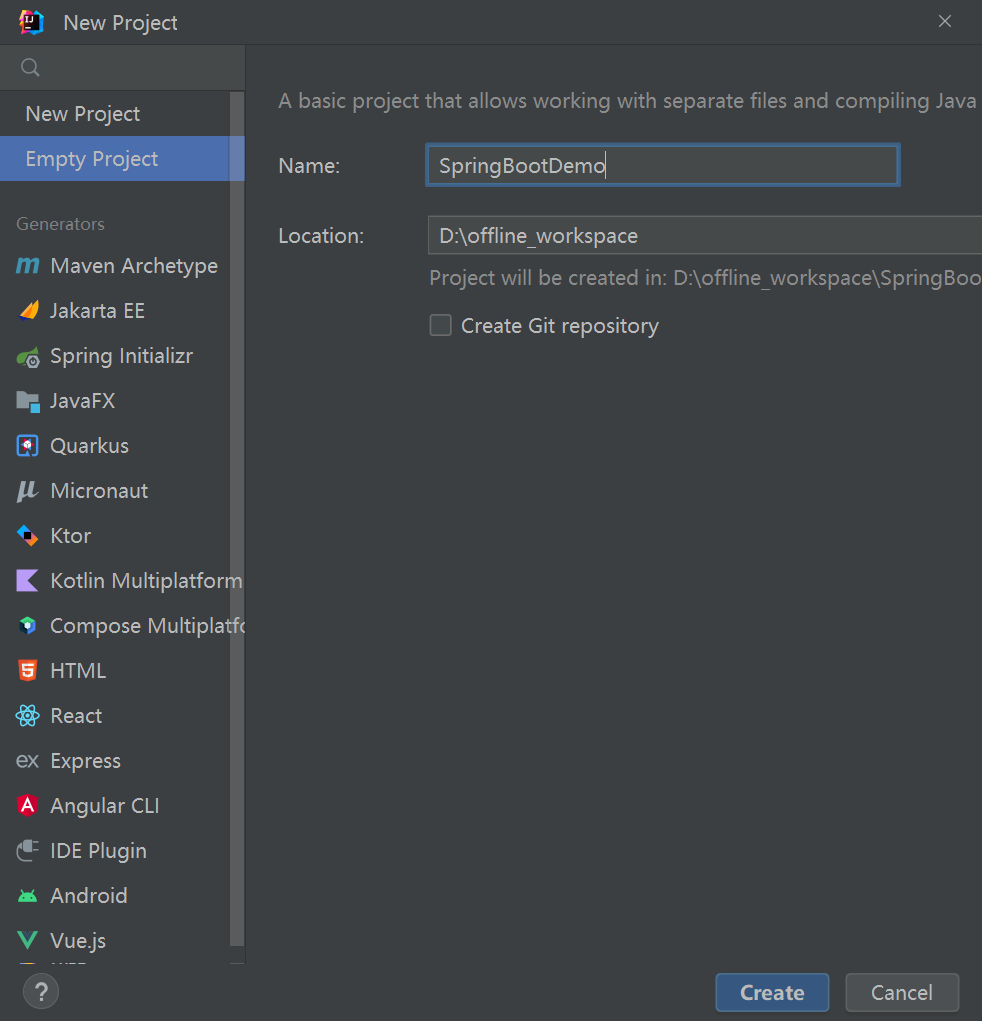 New Project
New Project
Empty Project
Generators
Maven Archetype
Jakarta EE
Spring Initializr
JavaFX
Quarkus
Micronaut
Ktor
Kotlin Multiplatform
Compose Multiplatfo
HTML
React
Express
Angular CLI
IDE Plugin
Android
Vue.js
A basic project that allows working with separate files and compiling Java
Name: SpringBootDemo
Location: D:\offline_workspace
Project will be created in: D:\offline_workspace\SpringBoo
Create Git repository
? Create Cancel